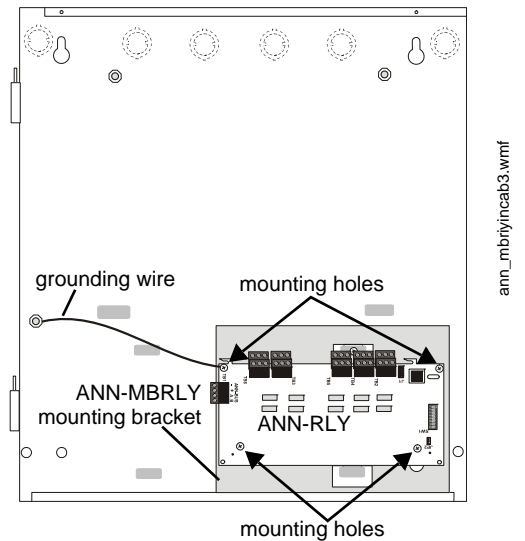 grounding wire
mounting holes
ANN-MBRLY
mounting bracket
ANN-RLY
mounting holes
ann_mbrlyincab3.wmf